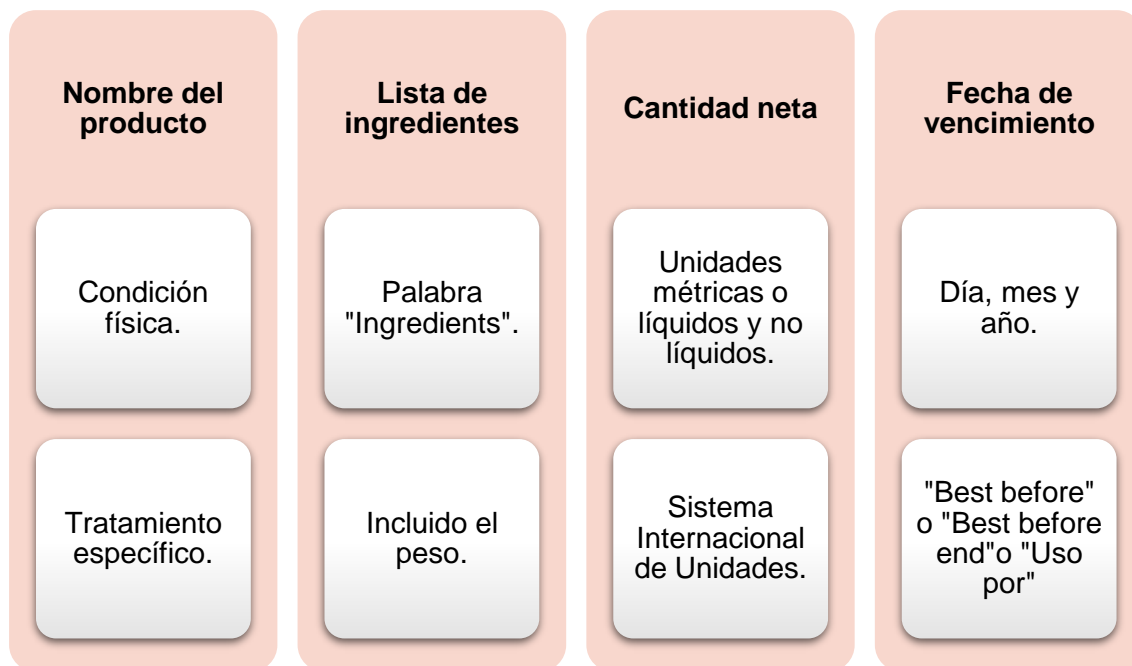 Nombre del
producto
Condición
física.
Tratamiento
específico.
Lista de
ingredientes
Palabra
"Ingredients".
Incluido el
peso.
Cantidad neta
Unidades
métricas o
líquidos y no
líquidos.
Sistema
Internacional
de Unidades.
Fecha de
vencimiento
Día, mes y
año.
"Best before"
o "Best before
end"o "Uso
por"